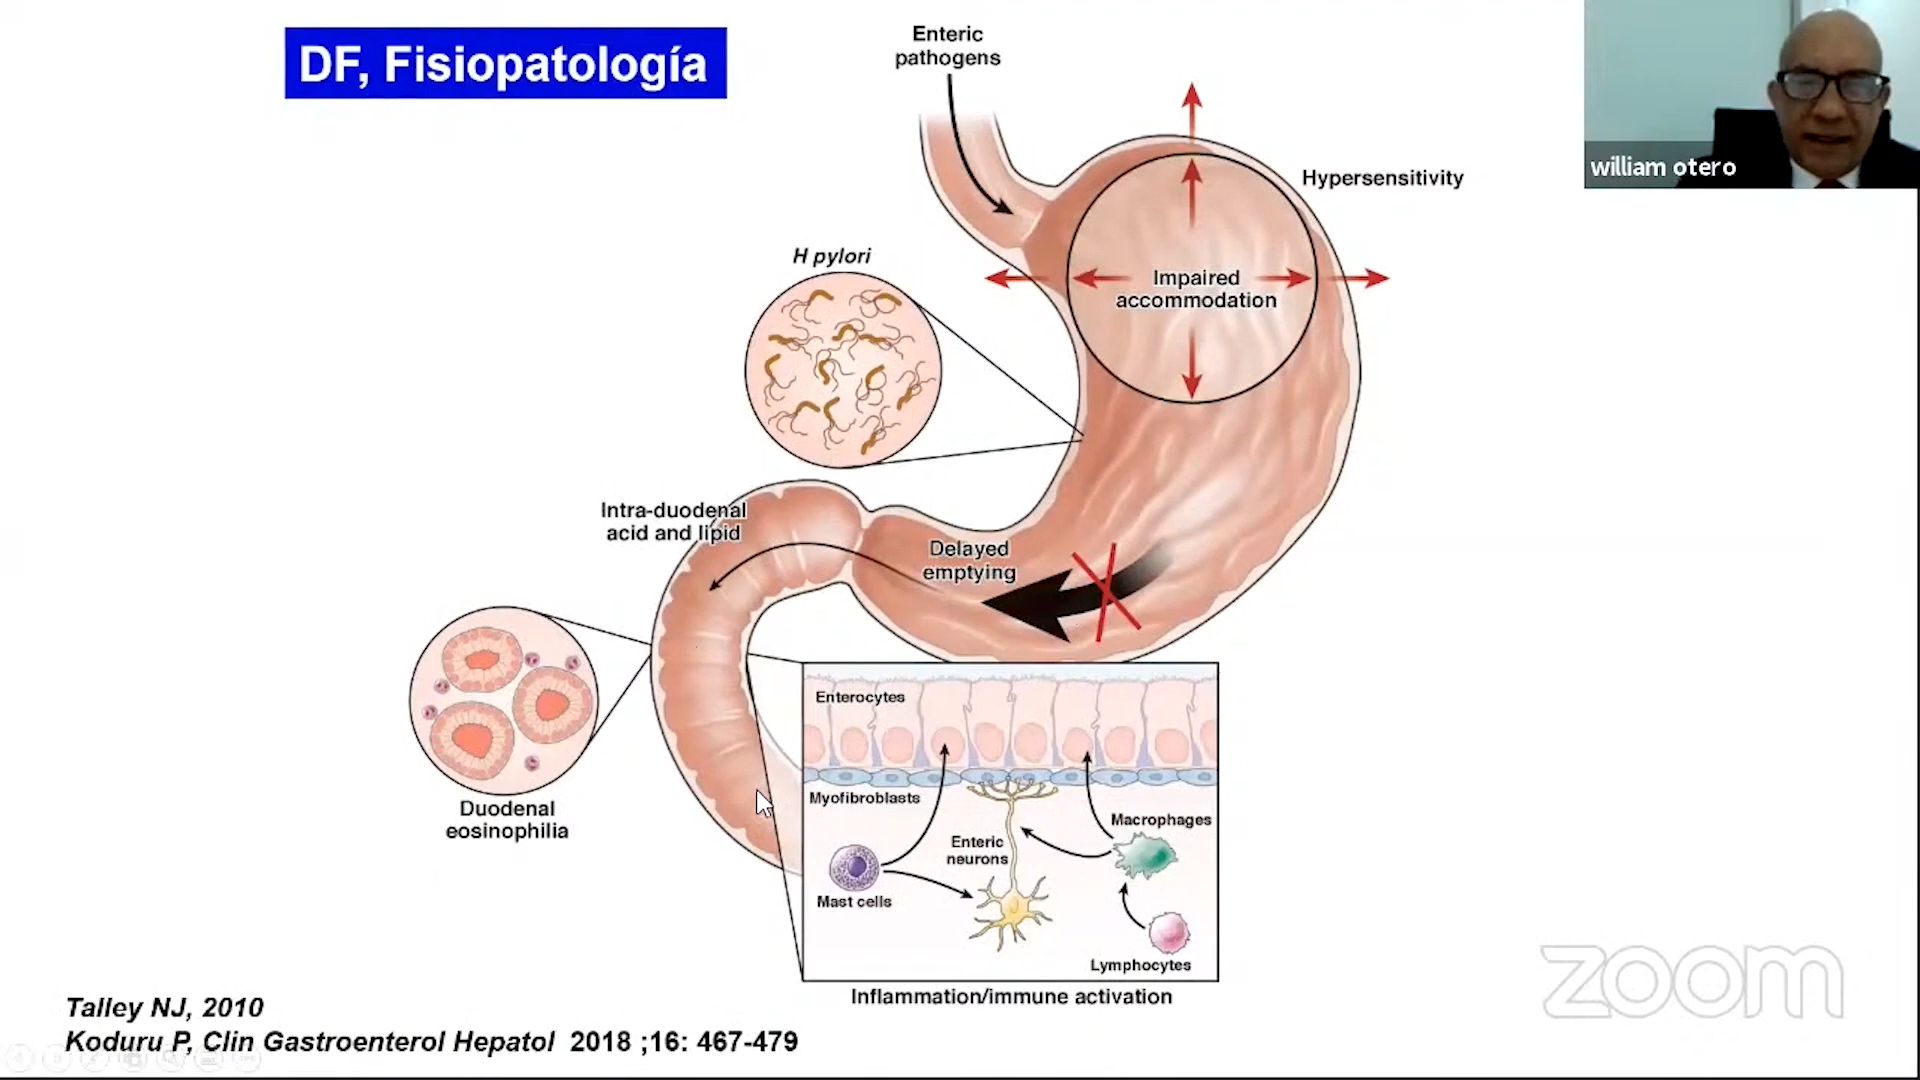 DF, Fisiopatología
Enteric
pathogens
william otero
Hypersensitivity
H pylori
Impaired
accommodation
Intra-duodenal
acid and lipid
Delayed
emptying
Enterocytes
Myofibroblasts
Duodenal
eosinophilia
Macrophages
Enteric
neurons
Mast cells
Lymphocytes
Inflammation/immune activation
zoom
Talley NJ, 2010
Koduru P, Clin Gastroenterol Hepatol 2018 ;16: 467-479